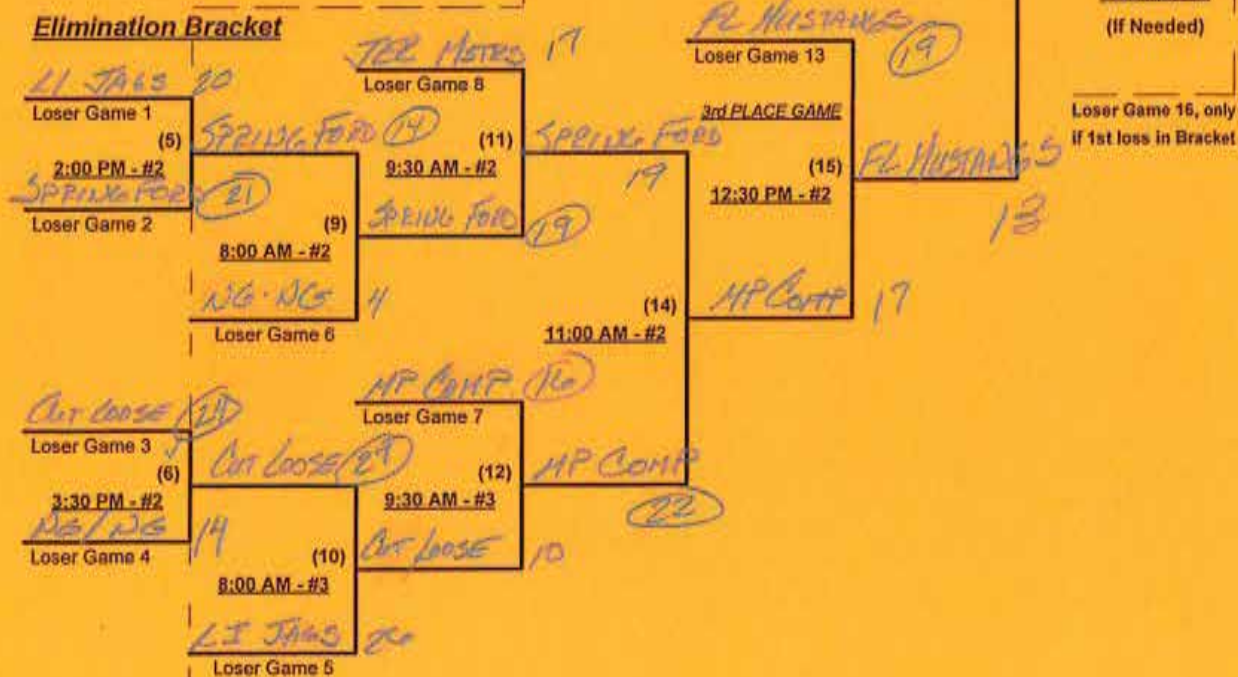 Elimination Bracket
(If Needed)
Loser Game 16, only
if 1st loss in Bracket
LI JAGS 20
Loser Game 1
(5)
2:00 PM - #2
SPRING FORD 21
Loser Game 2
SPRING FORD 14
(9)
8:00 AM - #2
NG-NG 4
Loser Game 6
MSTRS 17
Loser Game 8
(11)
9:30 AM - #2
SPRING FORD 19
SPRING FORD
19
FL MUSTANGS 19
Loser Game 13
3rd PLACE GAME
(15)
12:30 PM - #2
FL MUSTANGS
13
(14)
11:00 AM - #2
MP COMP 17
CUT LOOSE 24
Loser Game 3
(6)
3:30 PM - #2
NG/NG 14
Loser Game 4
CUT LOOSE
(10)
8:00 AM - #3
LI JAGS 26
Loser Game 5
MP COMP 16
Loser Game 7
(12)
9:30 AM - #3
CUT LOOSE 10
MP COMP
22